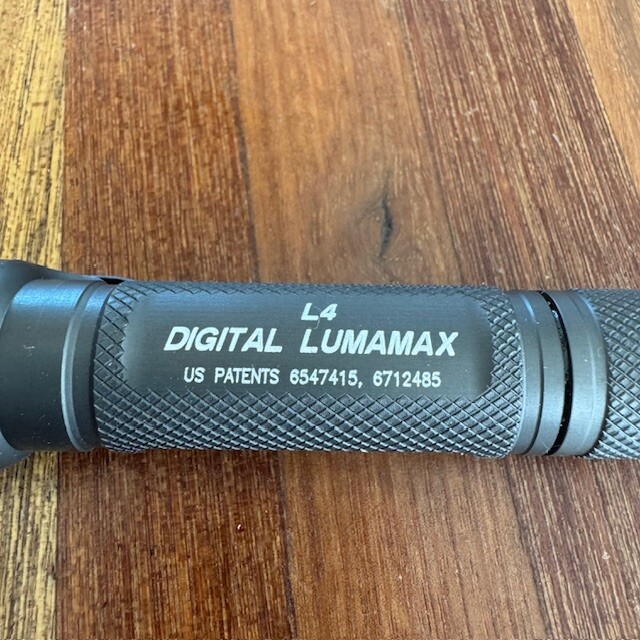 L4
DIGITAL LUMAMAX
US PATENTS 6547415, 6712485